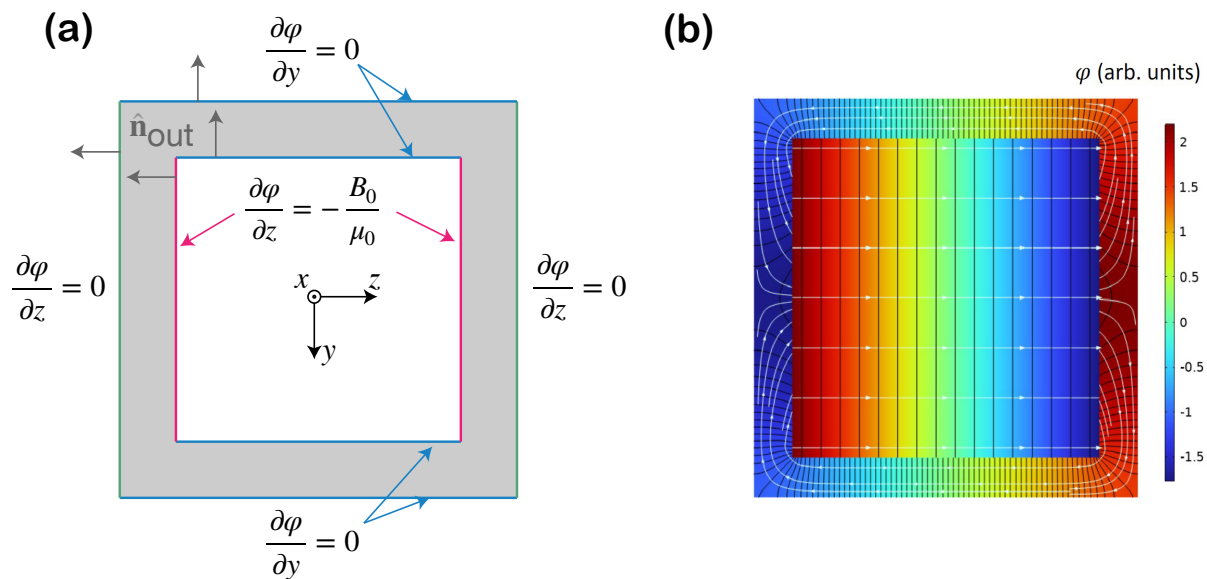 (a)
∂φ/∂y = 0
n̂out
∂φ/∂z = − B0/μ0
∂φ/∂z = 0
x
z
y
∂φ/∂z = 0
∂φ/∂y = 0
(b)
φ (arb. units)
2
1.5
1
0.5
0
-0.5
-1
-1.5